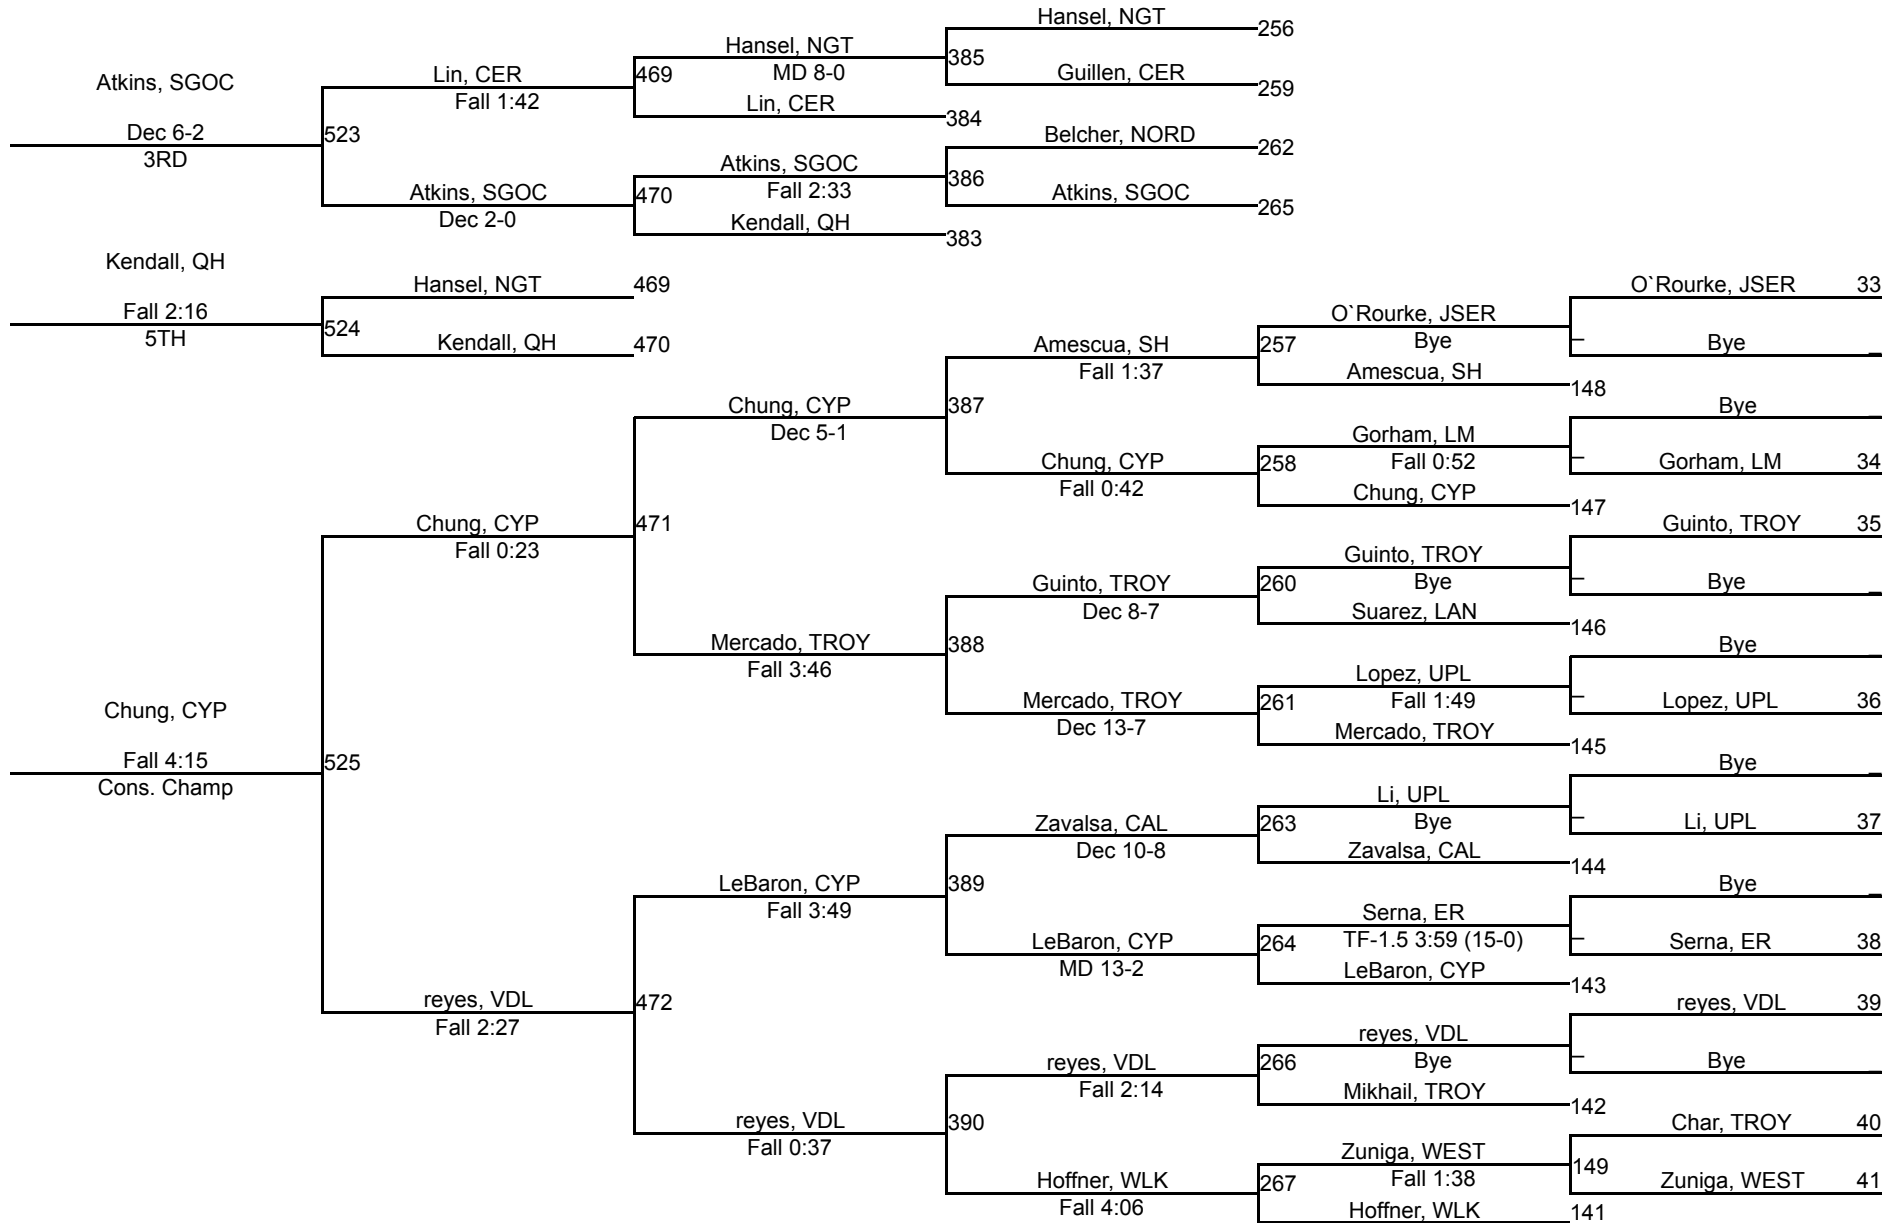 Hansel, NGT 256
Hansel, NGT 385
Atkins, SGOC Lin, CER 469 MD 8-0 Guillen, CER 259
Fall 1:42 Lin, CER 384
Dec 6-2 523 Belcher, NORD 262
3RD Atkins, SGOC 386
Atkins, SGOC 470 Fall 2:33 Atkins, SGOC 265
Dec 2-0 Kendall, QH 383
Kendall, QH
Hansel, NGT 469 O`Rourke, JSER 33
Fall 2:16 524 O`Rourke, JSER
5TH Kendall, QH 470 Amescua, SH 257 Bye _ Bye _
Fall 1:37 Amescua, SH 148
Chung, CYP 387 Bye _
Dec 5-1 Gorham, LM
Chung, CYP 258 Fall 0:52 _ Gorham, LM 34
Fall 0:42 Chung, CYP 147
Chung, CYP 471 Guinto, TROY 35
Fall 0:23 Guinto, TROY
Guinto, TROY 260 Bye _ Bye _
Dec 8-7 Suarez, LAN 146
Mercado, TROY 388 Bye _
Fall 3:46 Lopez, UPL
Chung, CYP Mercado, TROY 261 Fall 1:49 _ Lopez, UPL 36
Dec 13-7 Mercado, TROY 145
Fall 4:15 525 Bye _
Cons. Champ Li, UPL
Zavalsa, CAL 263 Bye _ Li, UPL 37
Dec 10-8 Zavalsa, CAL 144
LeBaron, CYP 389 Bye _
Fall 3:49 Serna, ER
LeBaron, CYP 264 TF-1.5 3:59 (15-0) _ Serna, ER 38
MD 13-2 LeBaron, CYP 143
reyes, VDL 472 reyes, VDL 39
Fall 2:27 reyes, VDL
reyes, VDL 266 Bye _ Bye _
Fall 2:14 Mikhail, TROY 142
reyes, VDL 390 Char, TROY 40
Fall 0:37 Zuniga, WEST 149
Hoffner, WLK 267 Fall 1:38 Zuniga, WEST 41
Fall 4:06 Hoffner, WLK 141